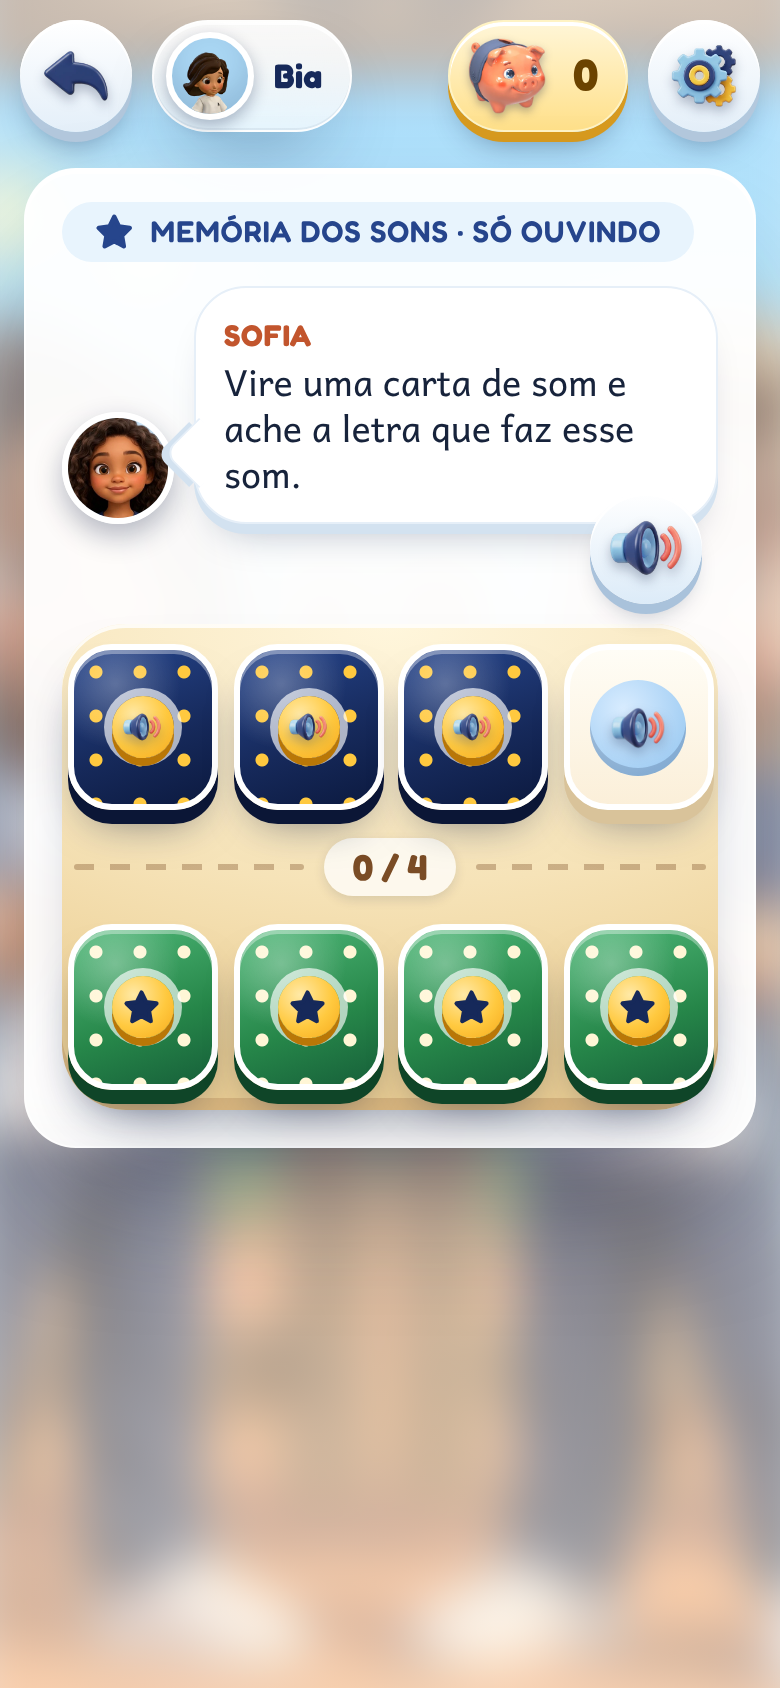 Bia
0
MEMÓRIA DOS SONS · SÓ OUVINDO
SOFIA
Vire uma carta de som e
ache a letra que faz esse
som.
0 / 4